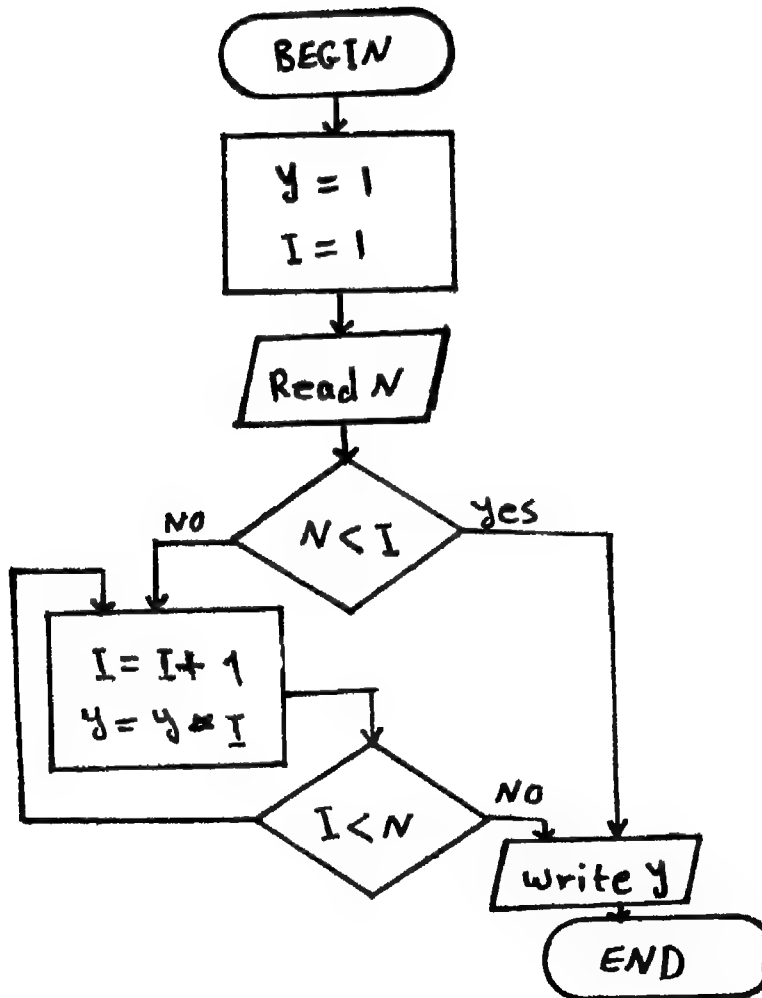 BEGIN
y = 1
I = 1
Read N
N < I
NO
yes
I = I + 1
y = y * I
I < N
NO
write y
END